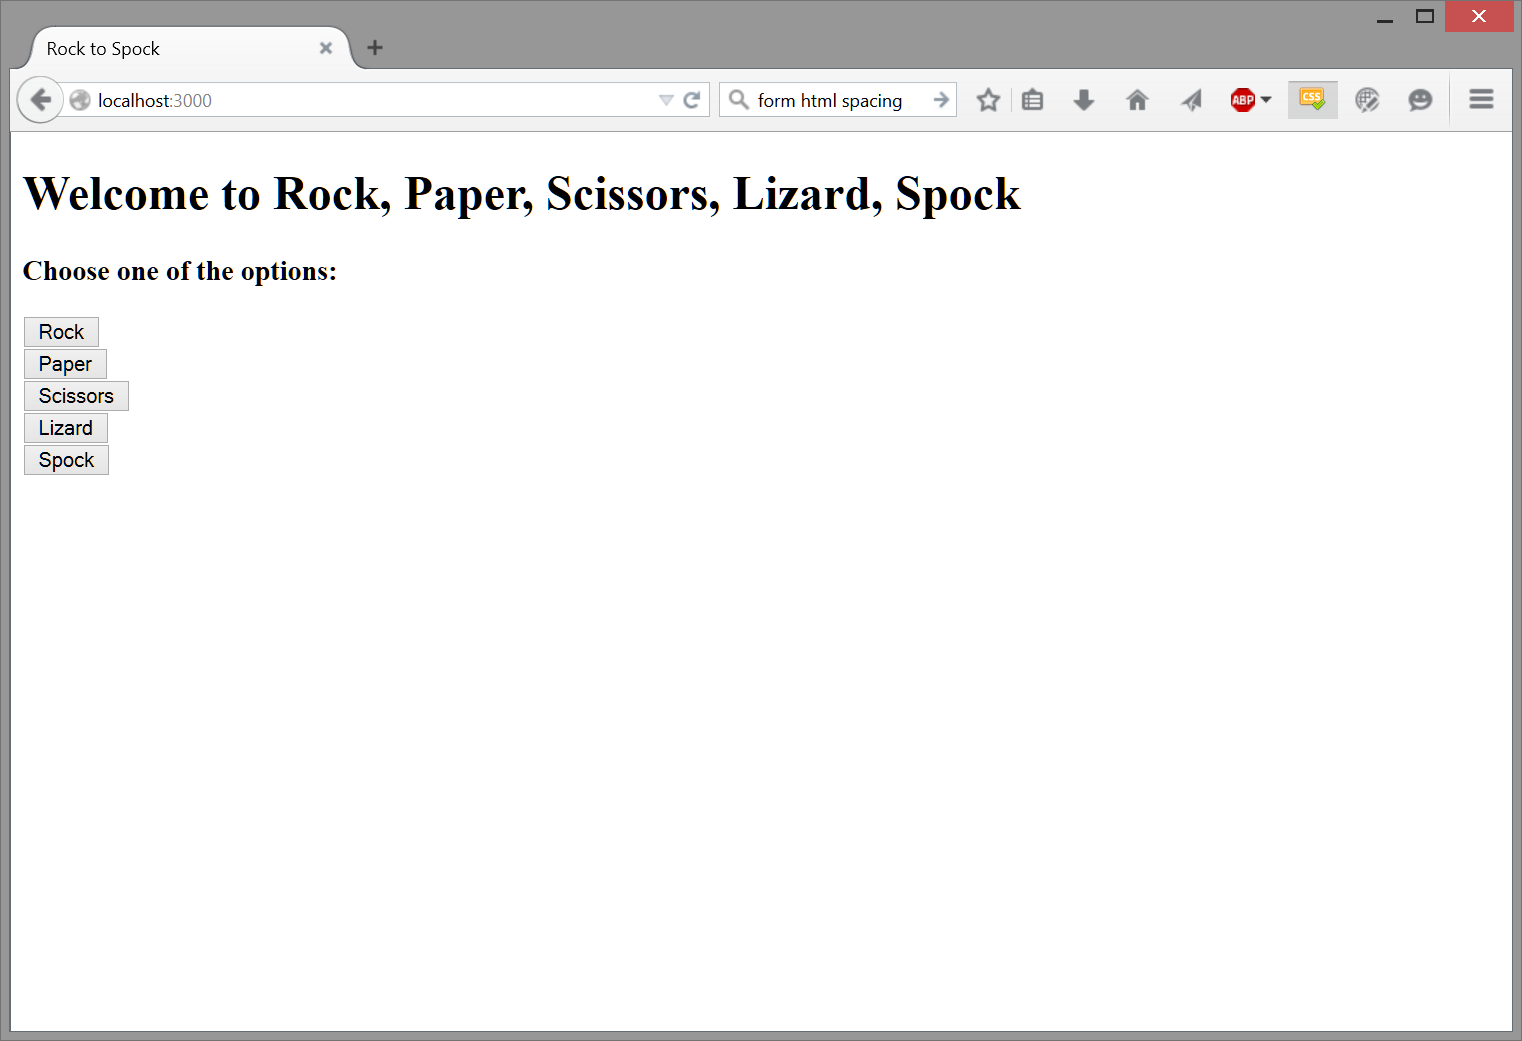 Rock to Spock
localhost:3000
form html spacing
ABP
CSS
Welcome to Rock, Paper, Scissors, Lizard, Spock
Choose one of the options:
Rock
Paper
Scissors
Lizard
Spock